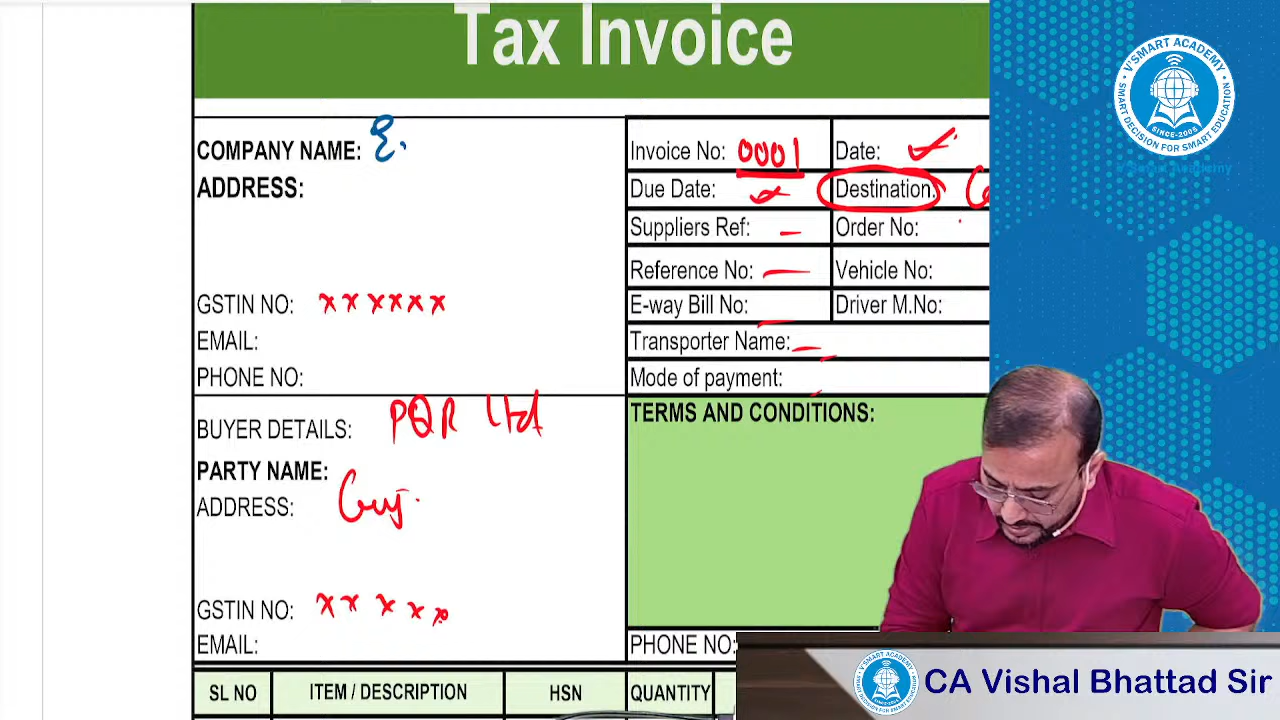 Tax Invoice
COMPANY NAME:
ADDRESS:
GSTIN NO: x x x x x x
EMAIL:
PHONE NO:
Invoice No: 0001
Date:
Due Date:
Destination:
Suppliers Ref: –
Order No:
Reference No: –
Vehicle No:
E-way Bill No:
Driver M.No:
Transporter Name: –
Mode of payment:
BUYER DETAILS: PQR Ltd
PARTY NAME:
ADDRESS: Guj.
GSTIN NO: x x x x x
EMAIL:
TERMS AND CONDITIONS:
PHONE NO:
SL NO
ITEM / DESCRIPTION
HSN
QUANTITY
V'SMART ACADEMY
SMART DECISION FOR SMART EDUCATION
SINCE-2005
V'Smart Academy
CA Vishal Bhattad Sir